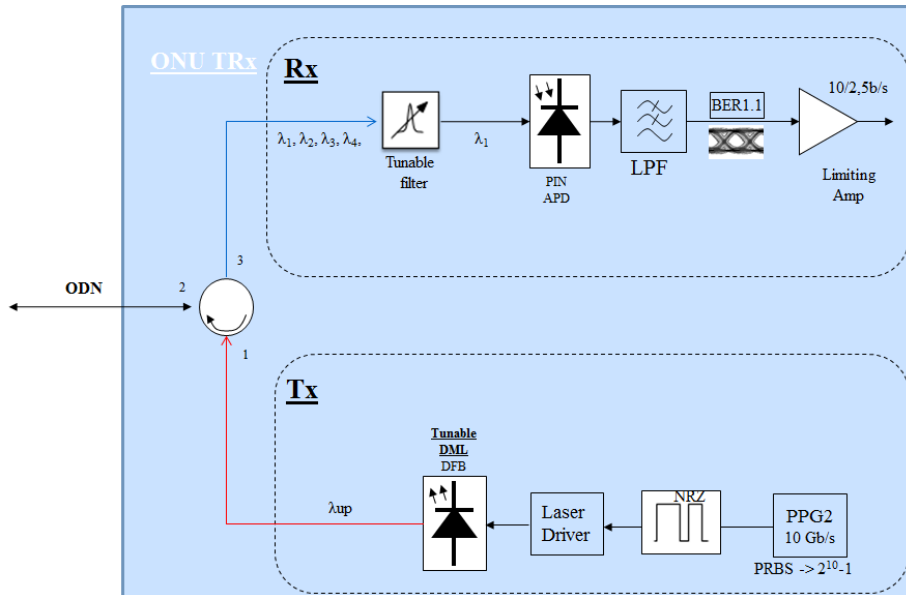 ONU TRx
Rx
10/2,5b/s
BER1.1
λ1, λ2, λ3, λ4,
λ1
Tunable
filter
PIN
APD
LPF
Limiting
Amp
3
ODN
2
1
Tx
Tunable
DML
DFB
λup
Laser
Driver
NRZ
PPG2
10 Gb/s
PRBS -> 2¹⁰-1